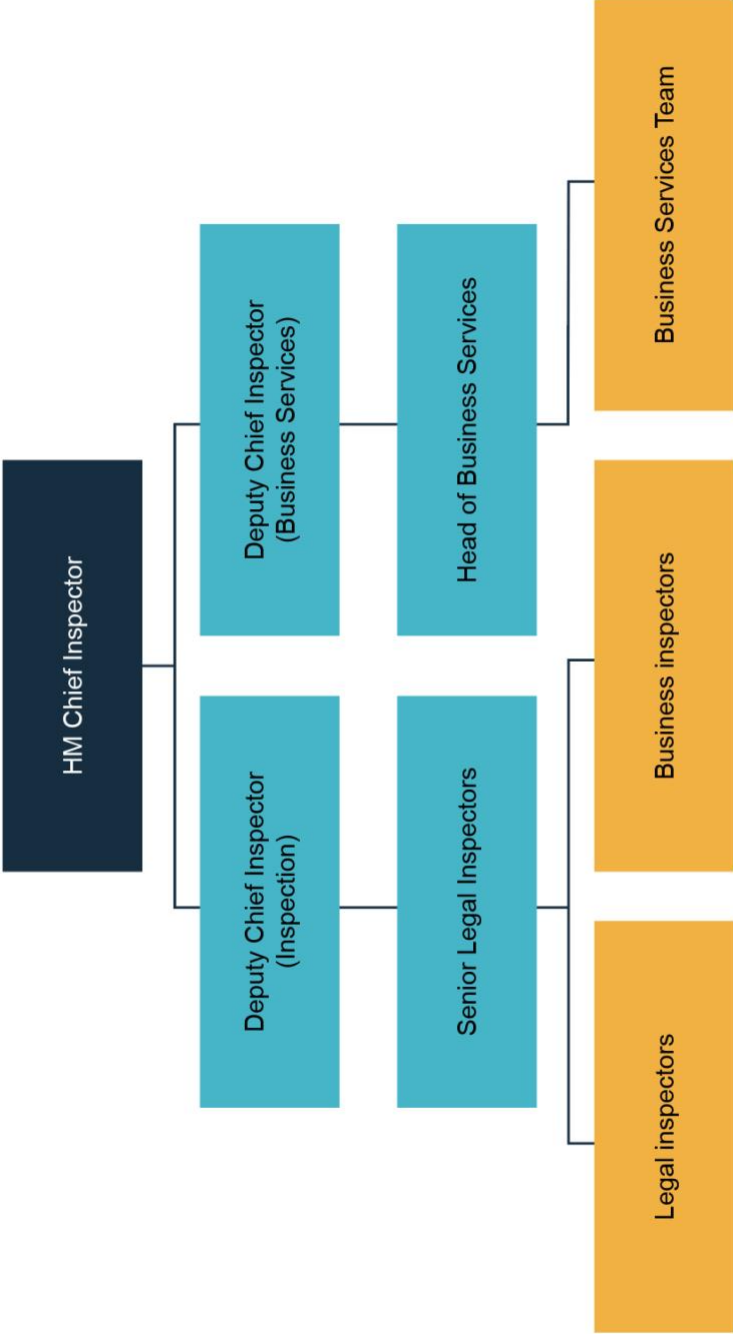 HM Chief Inspector
Deputy Chief Inspector
(Inspection)
Deputy Chief Inspector
(Business Services)
Senior Legal Inspectors
Head of Business Services
Legal inspectors
Business inspectors
Business Services Team